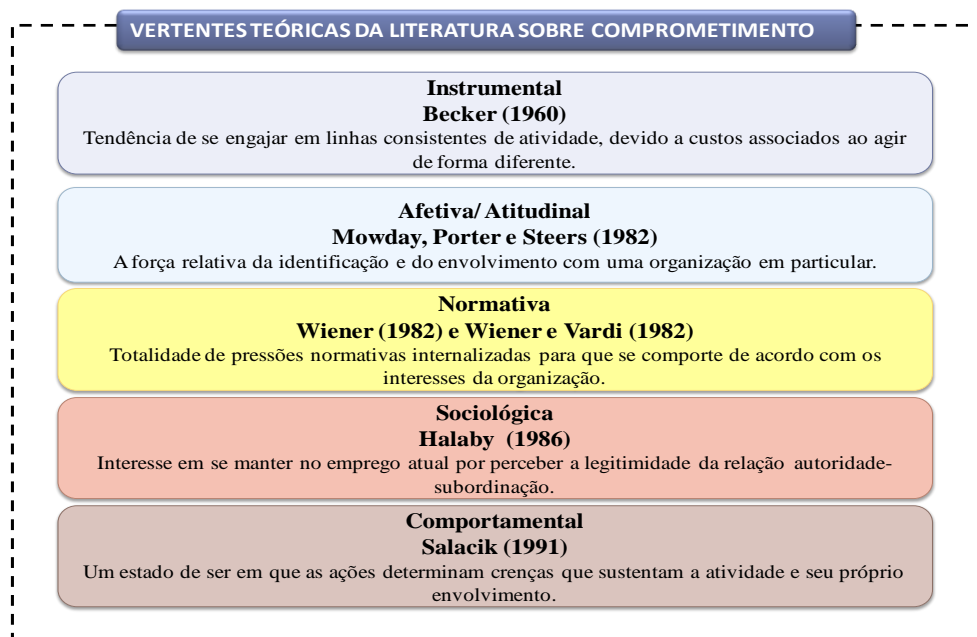 VERTENTES TEÓRICAS DA LITERATURA SOBRE COMPROMETIMENTO
Instrumental
Becker (1960)
Tendência de se engajar em linhas consistentes de atividade, devido a custos associados ao agir
de forma diferente.
Afetiva/ Atitudinal
Mowday, Porter e Steers (1982)
A força relativa da identificação e do envolvimento com uma organização em particular.
Normativa
Wiener (1982) e Wiener e Vardi (1982)
Totalidade de pressões normativas internalizadas para que se comporte de acordo com os
interesses da organização.
Sociológica
Halaby (1986)
Interesse em se manter no emprego atual por perceber a legitimidade da relação autoridade-
subordinação.
Comportamental
Salacik (1991)
Um estado de ser em que as ações determinam crenças que sustentam a atividade e seu próprio
envolvimento.